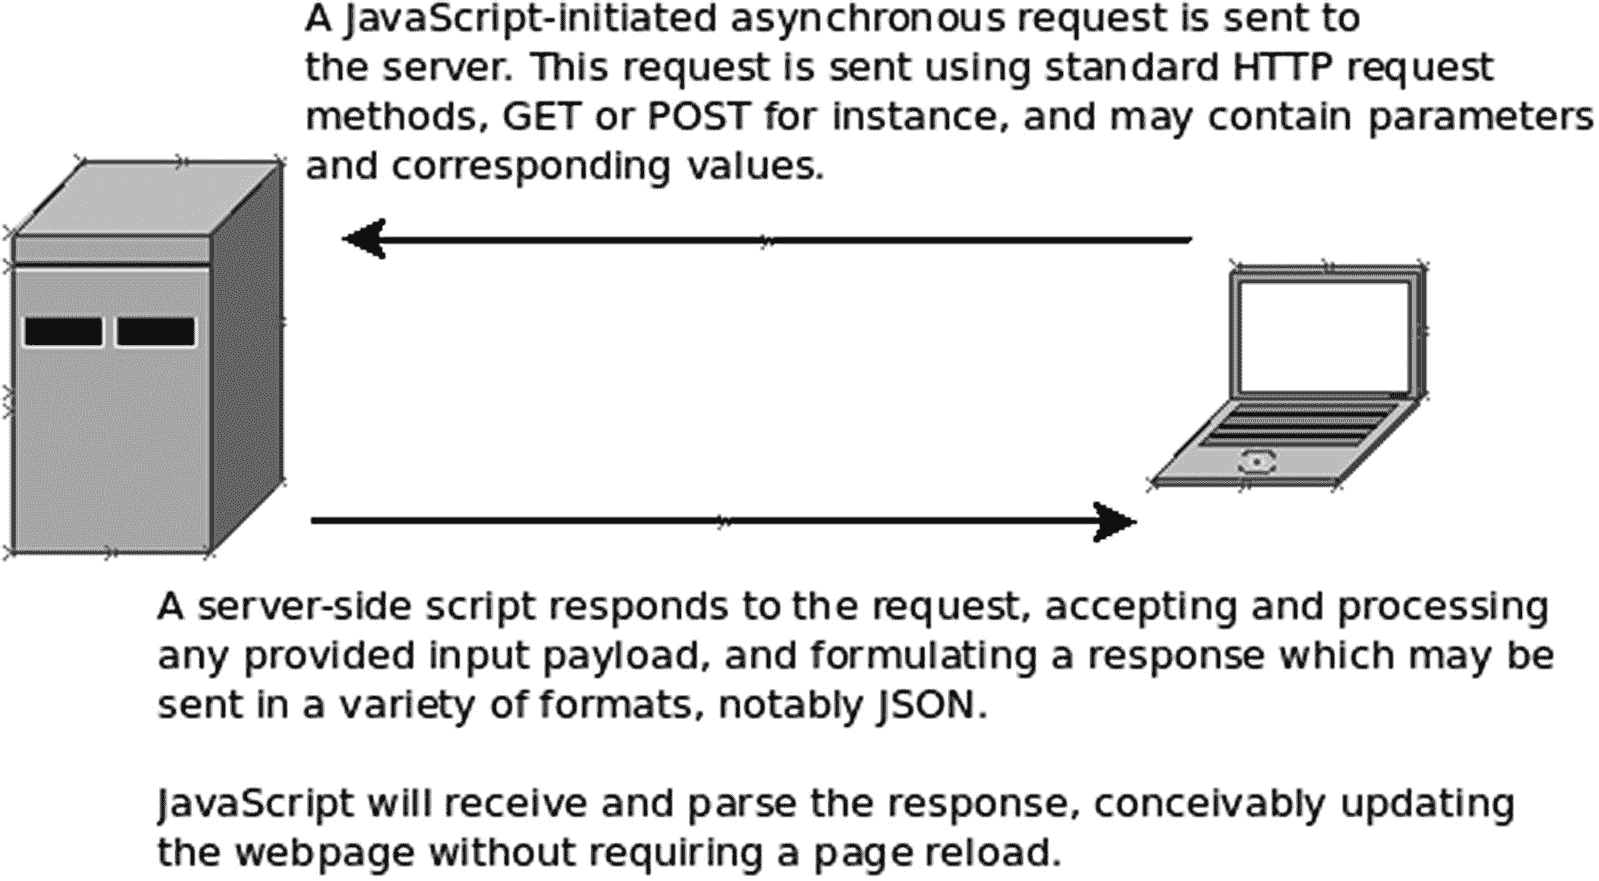 A JavaScript-initiated asynchronous request is sent to
the server. This request is sent using standard HTTP request
methods, GET or POST for instance, and may contain parameters
and corresponding values.
A server-side script responds to the request, accepting and processing
any provided input payload, and formulating a response which may be
sent in a variety of formats, notably JSON.
JavaScript will receive and parse the response, conceivably updating
the webpage without requiring a page reload.